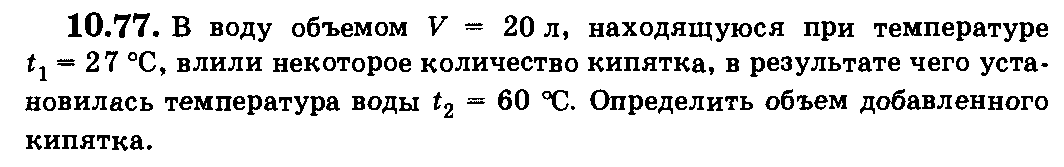 10.77. В воду объемом V = 20 л, находящуюся при температуре
t₁ = 27 °C, влили некоторое количество кипятка, в результате чего уста-
новилась температура воды t₂ = 60 °C. Определить объем добавленного
кипятка.